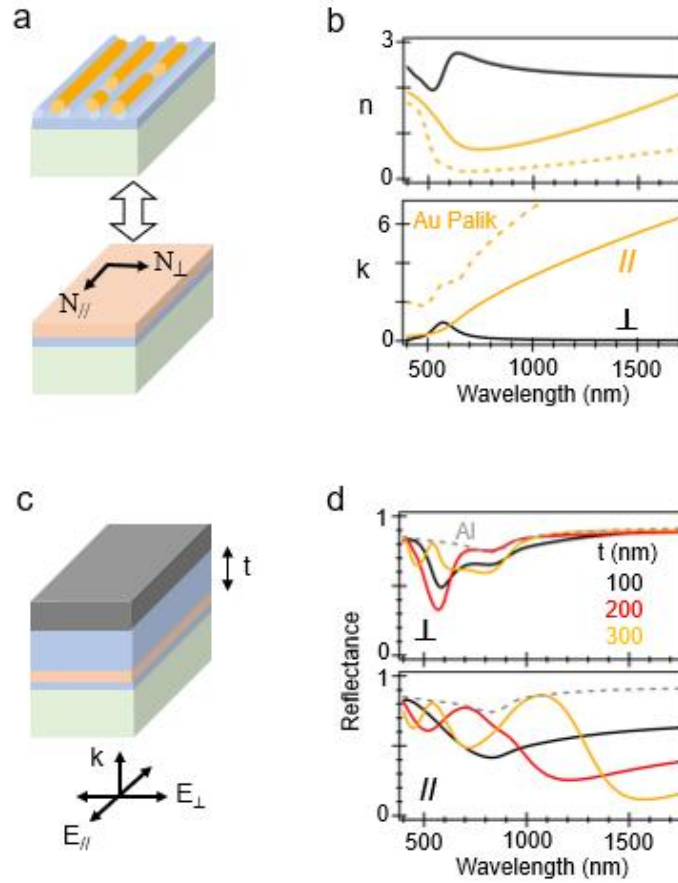 a
N⊥
N//
b
3
n
0
6
Au Palik
k
//
⊥
0
500
1000
1500
Wavelength (nm)
c
t
k
E⊥
E//
d
1
Al
t (nm)
100
200
300
⊥
0
Reflectance
1
//
0
500
1000
1500
Wavelength (nm)